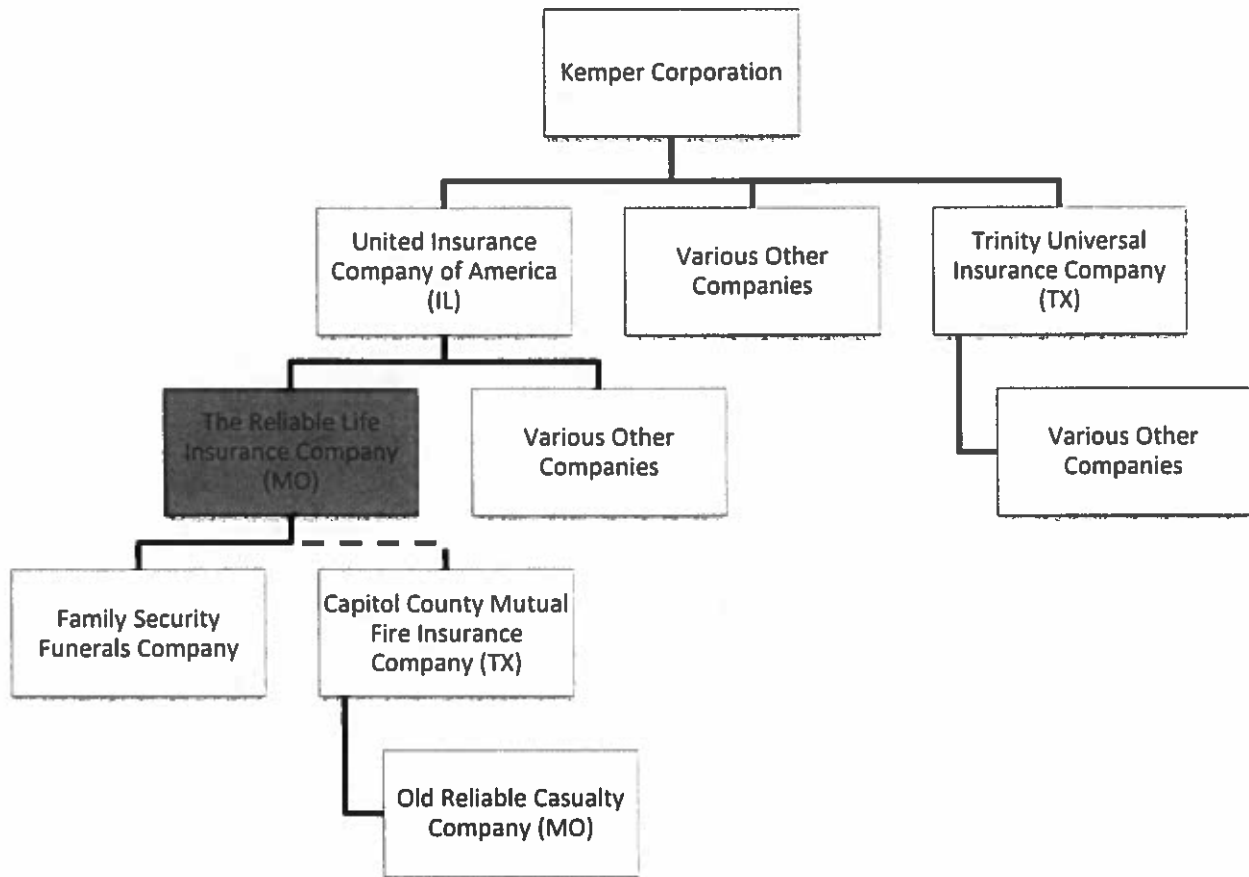 Kemper Corporation
United Insurance
Company of America
(IL)
Various Other
Companies
Trinity Universal
Insurance Company
(TX)
The Reliable Life
Insurance Company
(MO)
Various Other
Companies
Various Other
Companies
Family Security
Funerals Company
Capitol County Mutual
Fire Insurance
Company (TX)
Old Reliable Casualty
Company (MO)